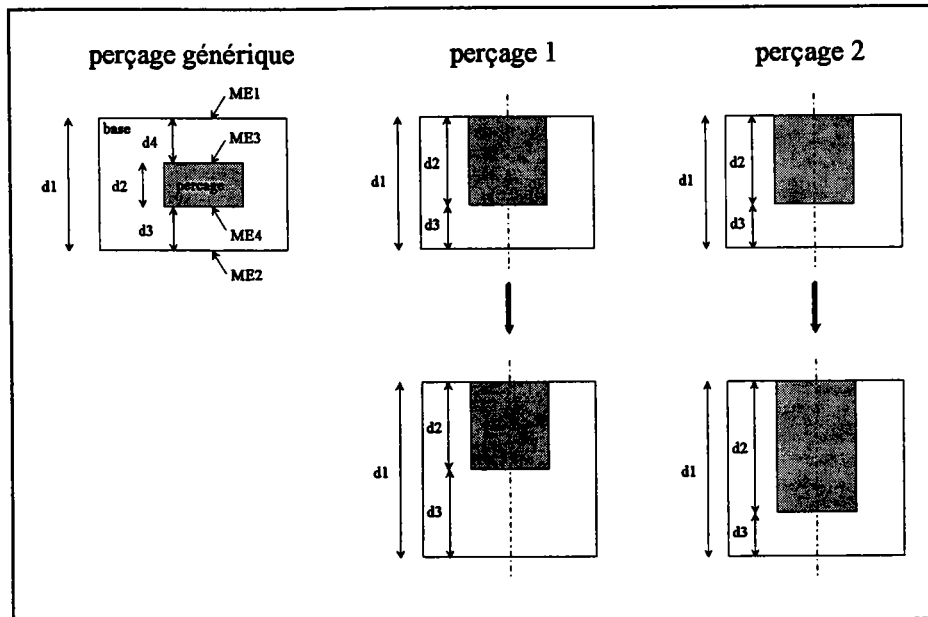 perçage générique
perçage 1
perçage 2
ME1
base
d4
ME3
d1
d2
perçage
d3
ME4
ME2
d1
d2
d3
d1
d2
d3
d1
d2
d3
d1
d2
d3